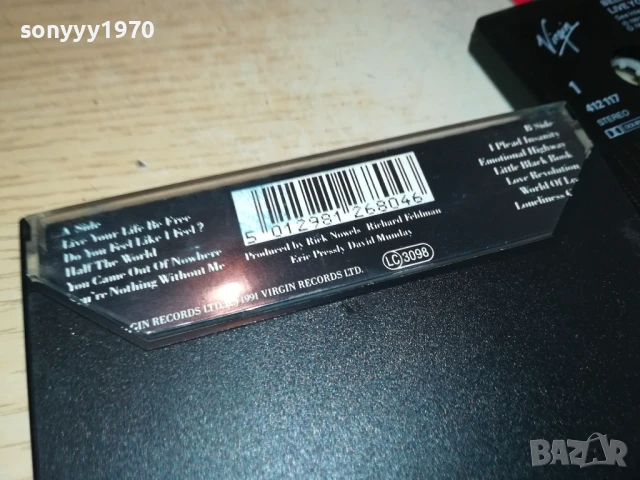 sonyyy1970
Virgin
LIVE
1
412 117
STEREO
A Side
Live Your Life Be Free
Do You Feel Like I Feel?
Half The World
You Came Out Of Nowhere
You're Nothing Without Me
5 012981 268046
Produced by Rick Nowels Richard Feldman
Eric Pressly David Munday
LC 3098
B Side
I Plead Insanity
Emotional Highway
Little Black Book
Love Revolution
World Of Lo
Loneliness
GIN RECORDS LTD. 1991 VIRGIN RECORDS LTD.
BAZAR